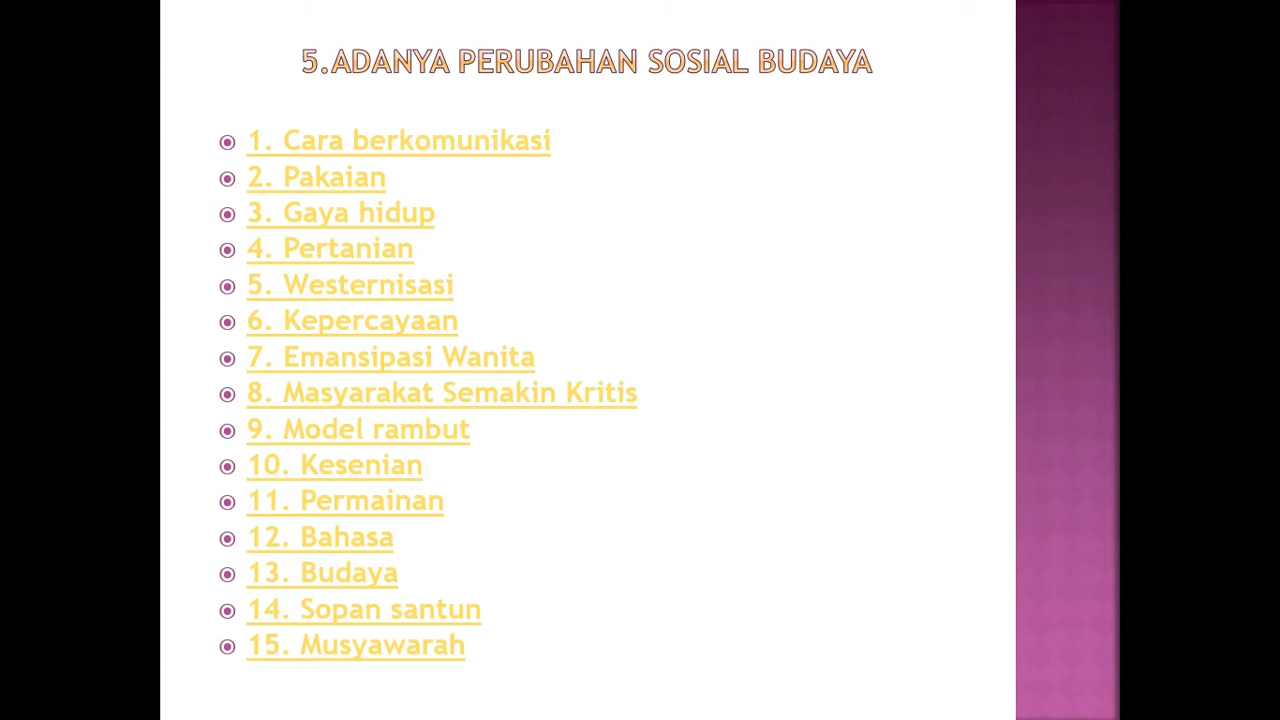 5.ADANYA PERUBAHAN SOSIAL BUDAYA
1. Cara berkomunikasi
2. Pakaian
3. Gaya hidup
4. Pertanian
5. Westernisasi
6. Kepercayaan
7. Emansipasi Wanita
8. Masyarakat Semakin Kritis
9. Model rambut
10. Kesenian
11. Permainan
12. Bahasa
13. Budaya
14. Sopan santun
15. Musyawarah